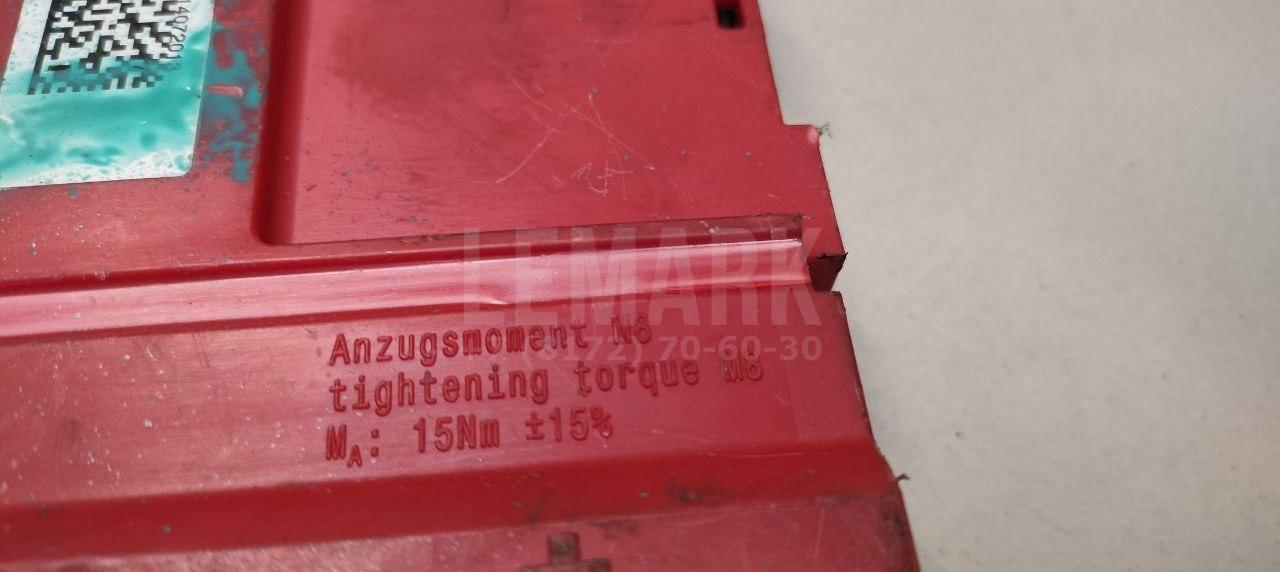 LEMARK
(8172) 70-60-30
Anzugsmoment M8
tightening torque M8
MA: 15Nm ±15%